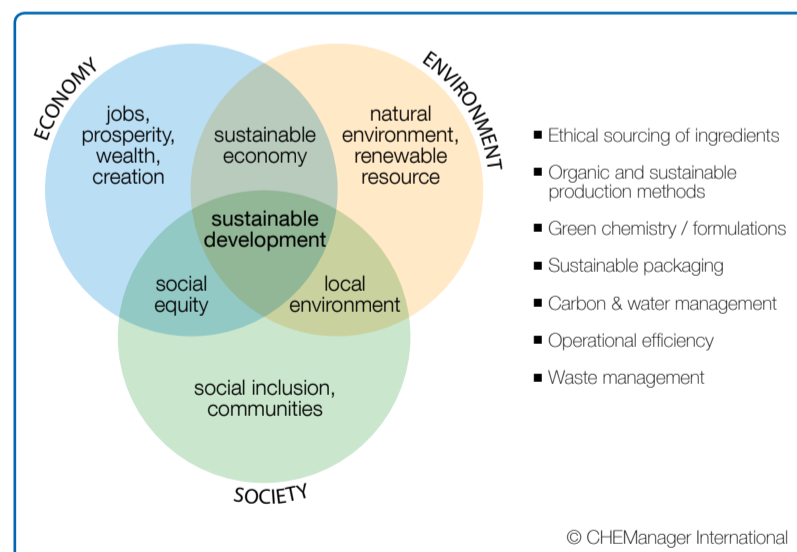 ECONOMY
ENVIRONMENT
jobs,
prosperity,
wealth,
creation
sustainable
economy
natural
environment,
renewable
resource
sustainable
development
social
equity
local
environment
social inclusion,
communities
SOCIETY
■ Ethical sourcing of ingredients
■ Organic and sustainable
production methods
■ Green chemistry / formulations
■ Sustainable packaging
■ Carbon & water management
■ Operational efficiency
■ Waste management
© CHEManager International